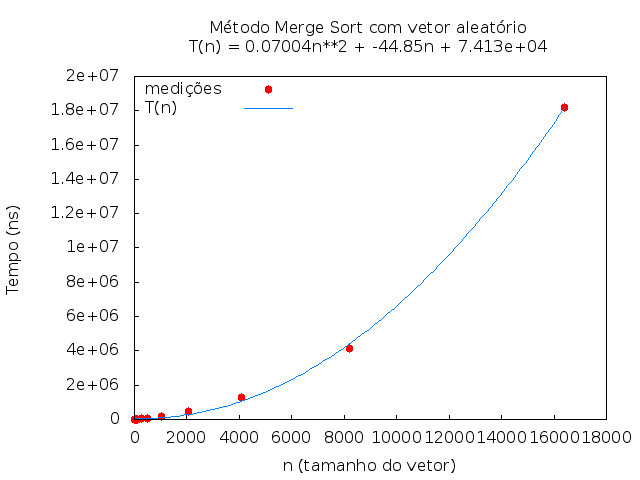 Método Merge Sort com vetor aleatório
T(n) = 0.07004n**2 + -44.85n + 7.413e+04
medições
T(n)
2e+07
1.8e+07
1.6e+07
1.4e+07
1.2e+07
1e+07
8e+06
6e+06
4e+06
2e+06
0
Tempo (ns)
0 2000 4000 6000 8000 10000 12000 14000 16000 18000
n (tamanho do vetor)